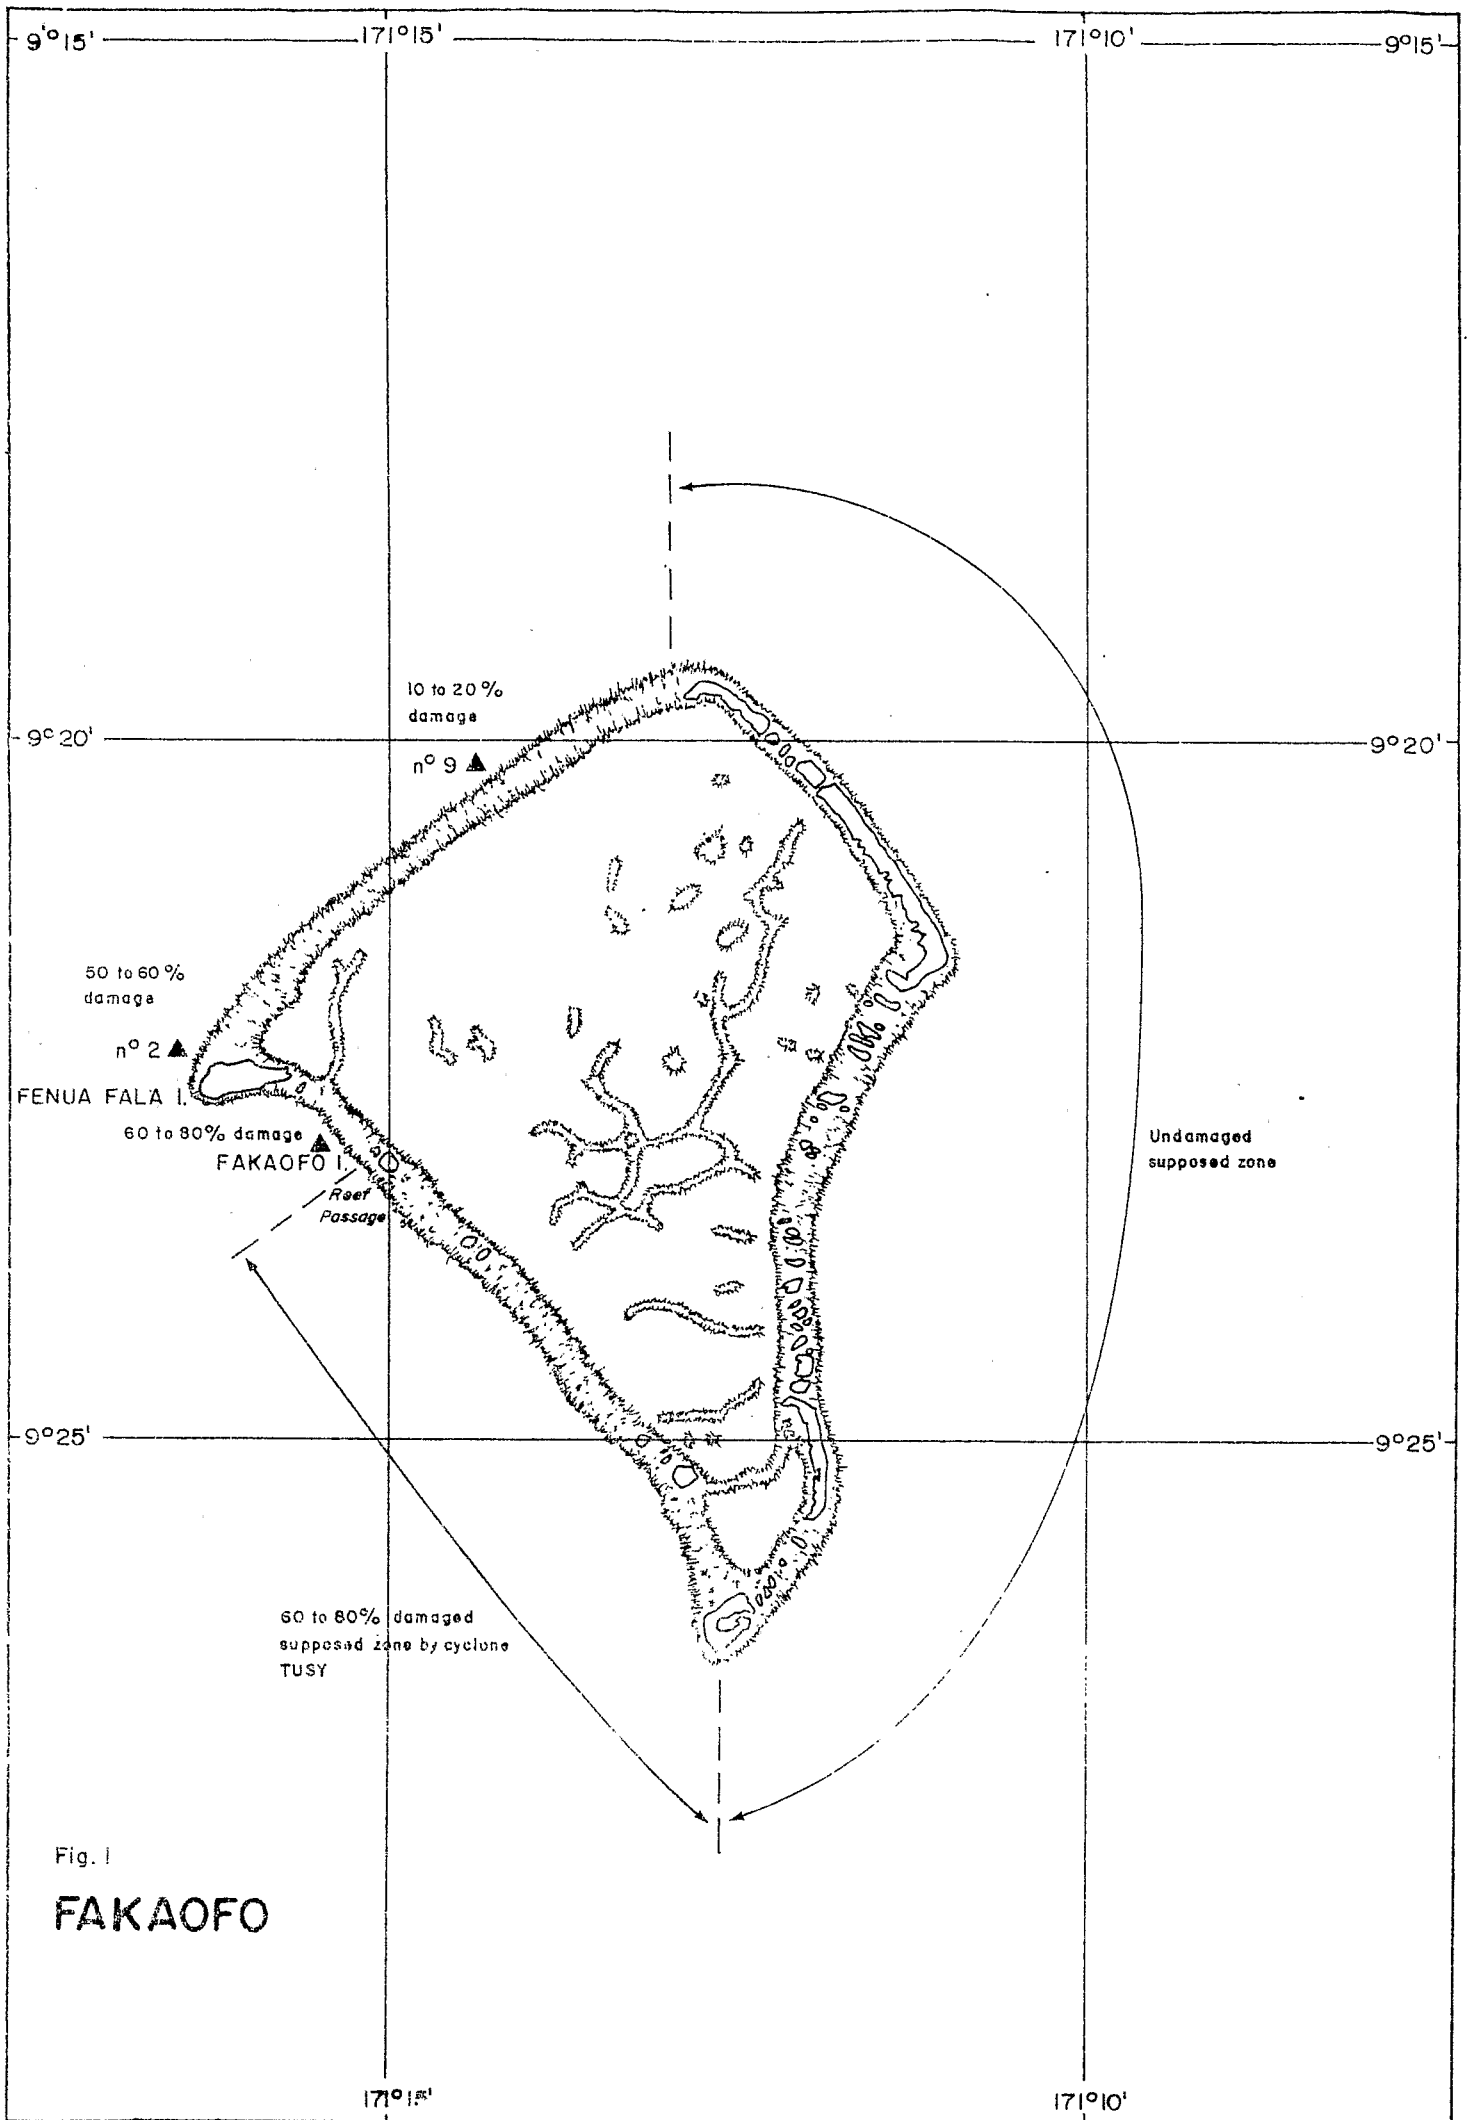 9°15' 171°15' 171°10' 9°15'
10 to 20%
damage
9°20' 9°20'
n° 9
50 to 60%
damage
n° 2
FENUA FALA I.
60 to 80% damage
FAKAOFO I.
Reef
Passage
Undamaged
supposed zone
9°25' 9°25'
60 to 80% damaged
supposed zone by cyclone
TUSY
Fig. 1
FAKAOFO
171°15' 171°10'